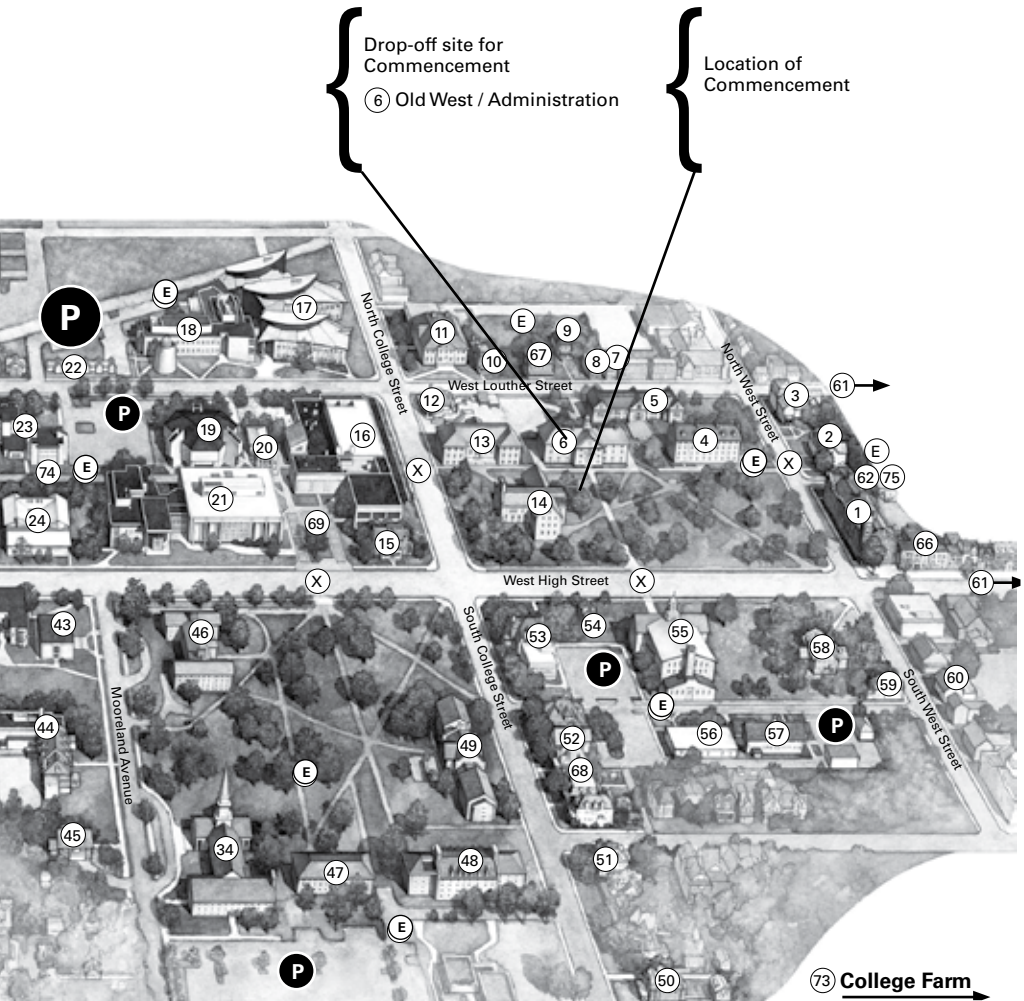 Drop-off site for
Commencement
6 Old West / Administration
Location of
Commencement
E
P
17
18
22
North College Street
11
E
9
10
67
8
7
West Louther Street
North West Street
61
3
12
5
P
23
19
20
16
13
6
4
2
74
E
X
E
X
E
62
75
21
14
24
69
15
1
66
X
West High Street
X
61
43
46
South College Street
53
54
55
58
P
59
60
South West Street
Mooreland Avenue
E
44
49
52
56
57
P
E
68
45
34
47
48
51
E
P
50
73 College Farm